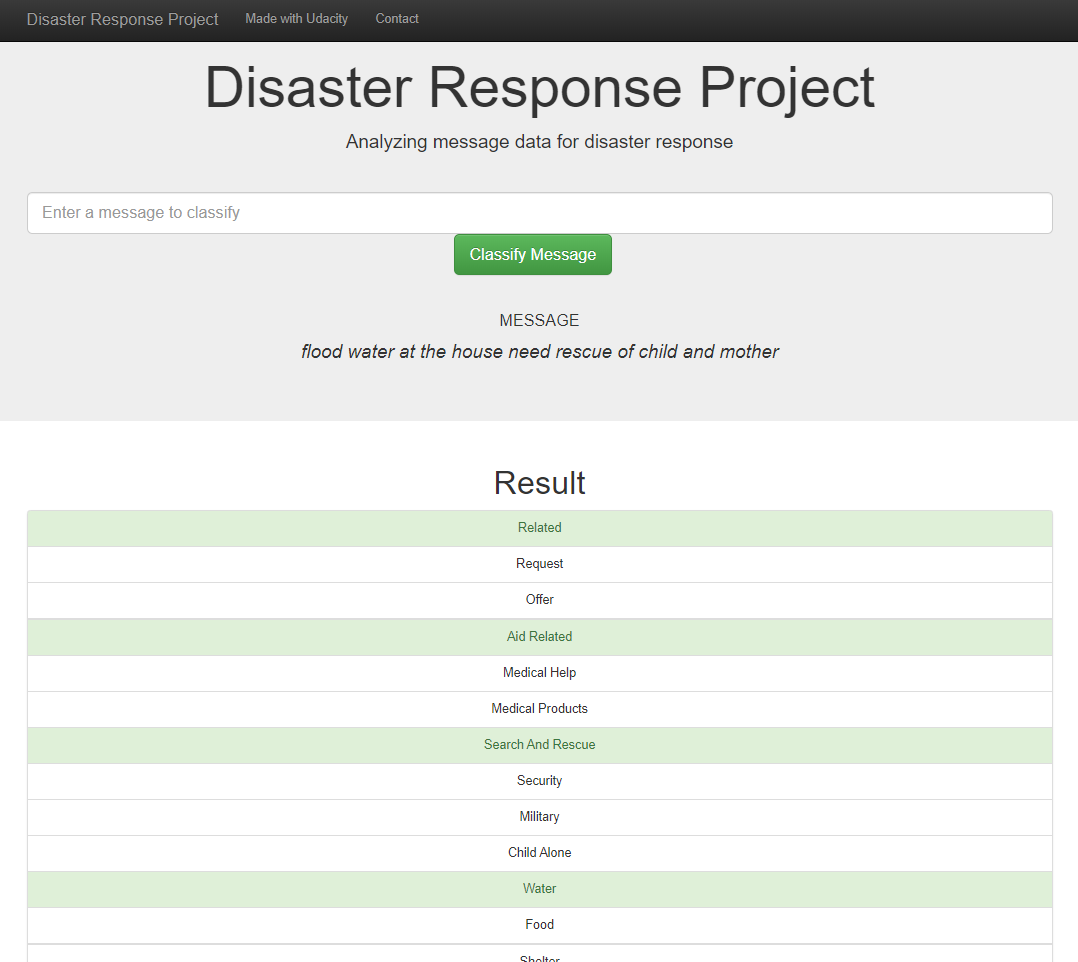 Disaster Response Project Made with Udacity Contact
Disaster Response Project
Analyzing message data for disaster response
Enter a message to classify
Classify Message
MESSAGE
flood water at the house need rescue of child and mother
Result
Related
Request
Offer
Aid Related
Medical Help
Medical Products
Search And Rescue
Security
Military
Child Alone
Water
Food
Shelter